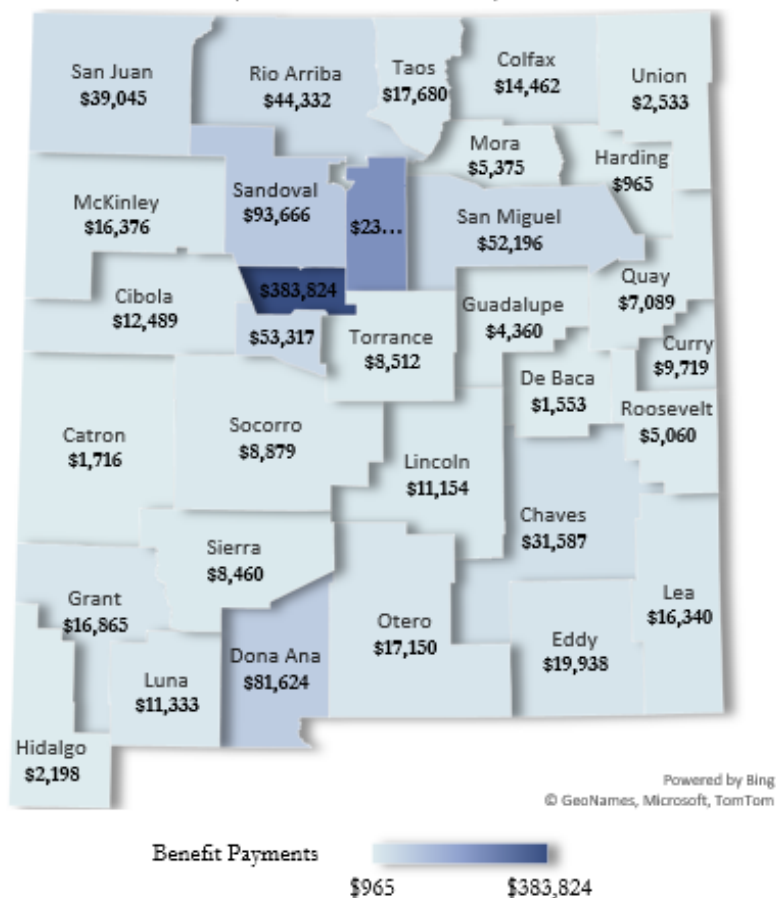 San Juan
$39,045
Rio Arriba
$44,332
Taos
$17,680
Colfax
$14,462
Union
$2,533
Mora
$5,375
Harding
$965
McKinley
$16,376
Sandoval
$93,666
$23...
San Miguel
$52,196
Quay
$7,089
Cibola
$12,489
$383,824
$53,317
Torrance
$8,512
Guadalupe
$4,360
Curry
$9,719
De Baca
$1,553
Roosevelt
$5,060
Catron
$1,716
Socorro
$8,879
Lincoln
$11,154
Chaves
$31,587
Sierra
$8,460
Grant
$16,865
Otero
$17,150
Lea
$16,340
Eddy
$19,938
Dona Ana
$81,624
Luna
$11,333
Hidalgo
$2,198
Powered by Bing
© GeoNames, Microsoft, TomTom
Benefit Payments
$965
$383,824